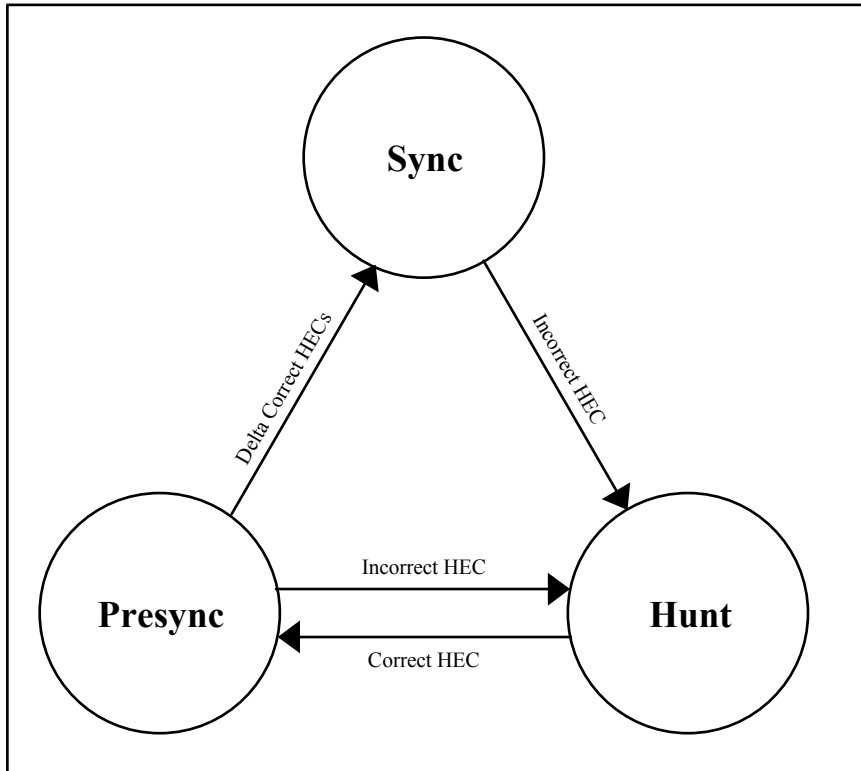 Sync
Delta Correct HECs
Incorrect HEC
Incorrect HEC
Presync
Hunt
Correct HEC